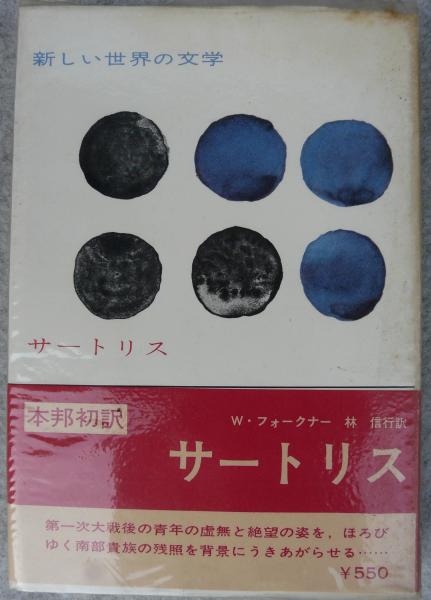 新しい世界の文学
サートリス
本邦初訳
W・フォークナー 林 信行訳
サートリス
第一次大戦後の青年の虚無と絶望の姿を，ほろび
ゆく南部貴族の残照を背景にうきあがらせる……
￥550